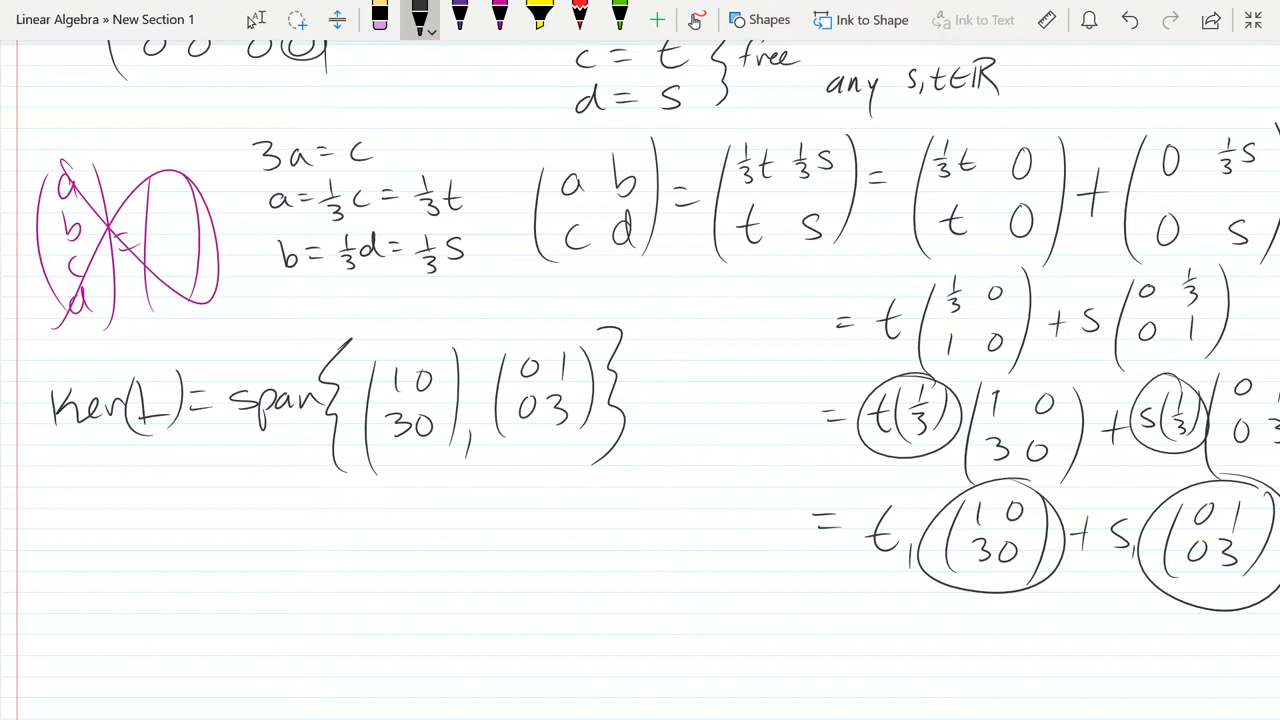 Linear Algebra » New Section 1
Shapes
Ink to Shape
Ink to Text
0 0 0 0
c = t
d = s } free
any s,t∈ℝ
3a = c
a = 1/3 c = 1/3 t
b = 1/3 d = 1/3 s
(a b
c d) = (1/3 t 1/3 s
t s) = (1/3 t 0
t 0) + (0 1/3 s
0 s)
(a
b
c
d) = ( )
= t (1/3 0
1 0) + s (0 1/3
0 1)
= t(1/3) (1 0
3 0) + s(1/3) (0 1
0 3
= t₁ (1 0
3 0) + s₁ (0 1
0 3)
Ker(L) = span { (1 0
3 0), (0 1
0 3) }